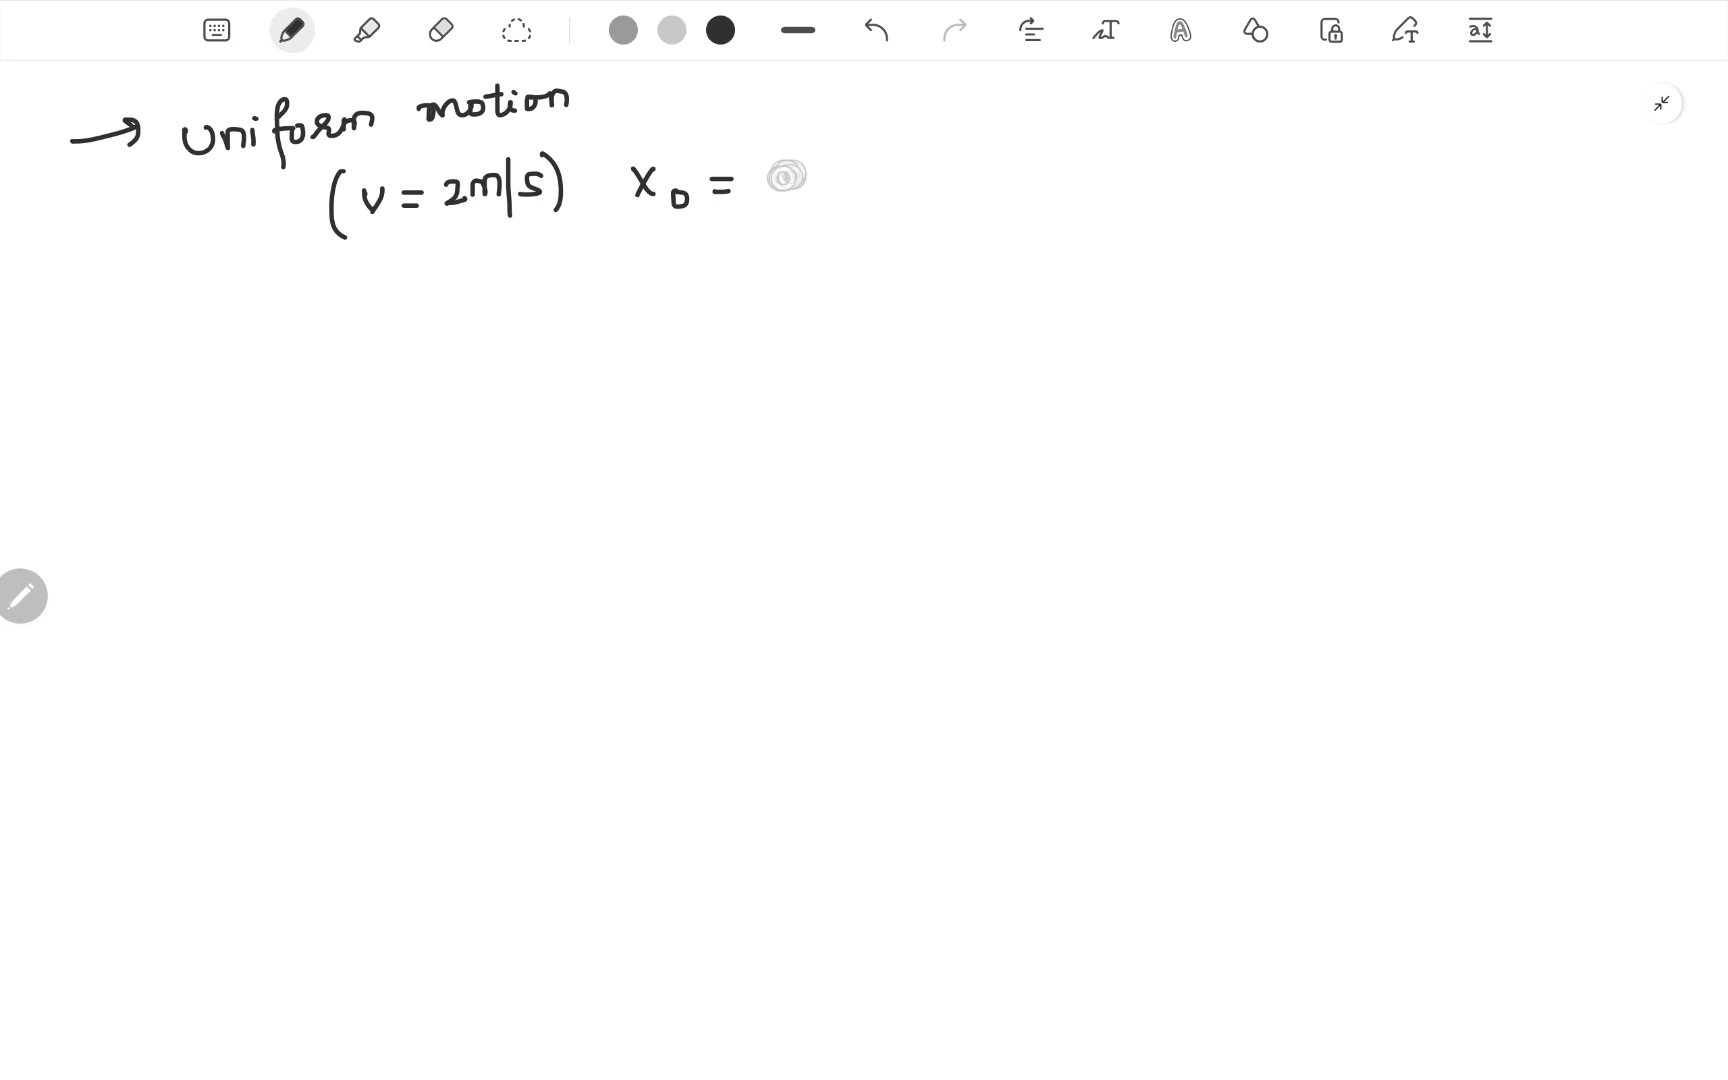 → uniform motion
(v = 2m/s) x₀ =